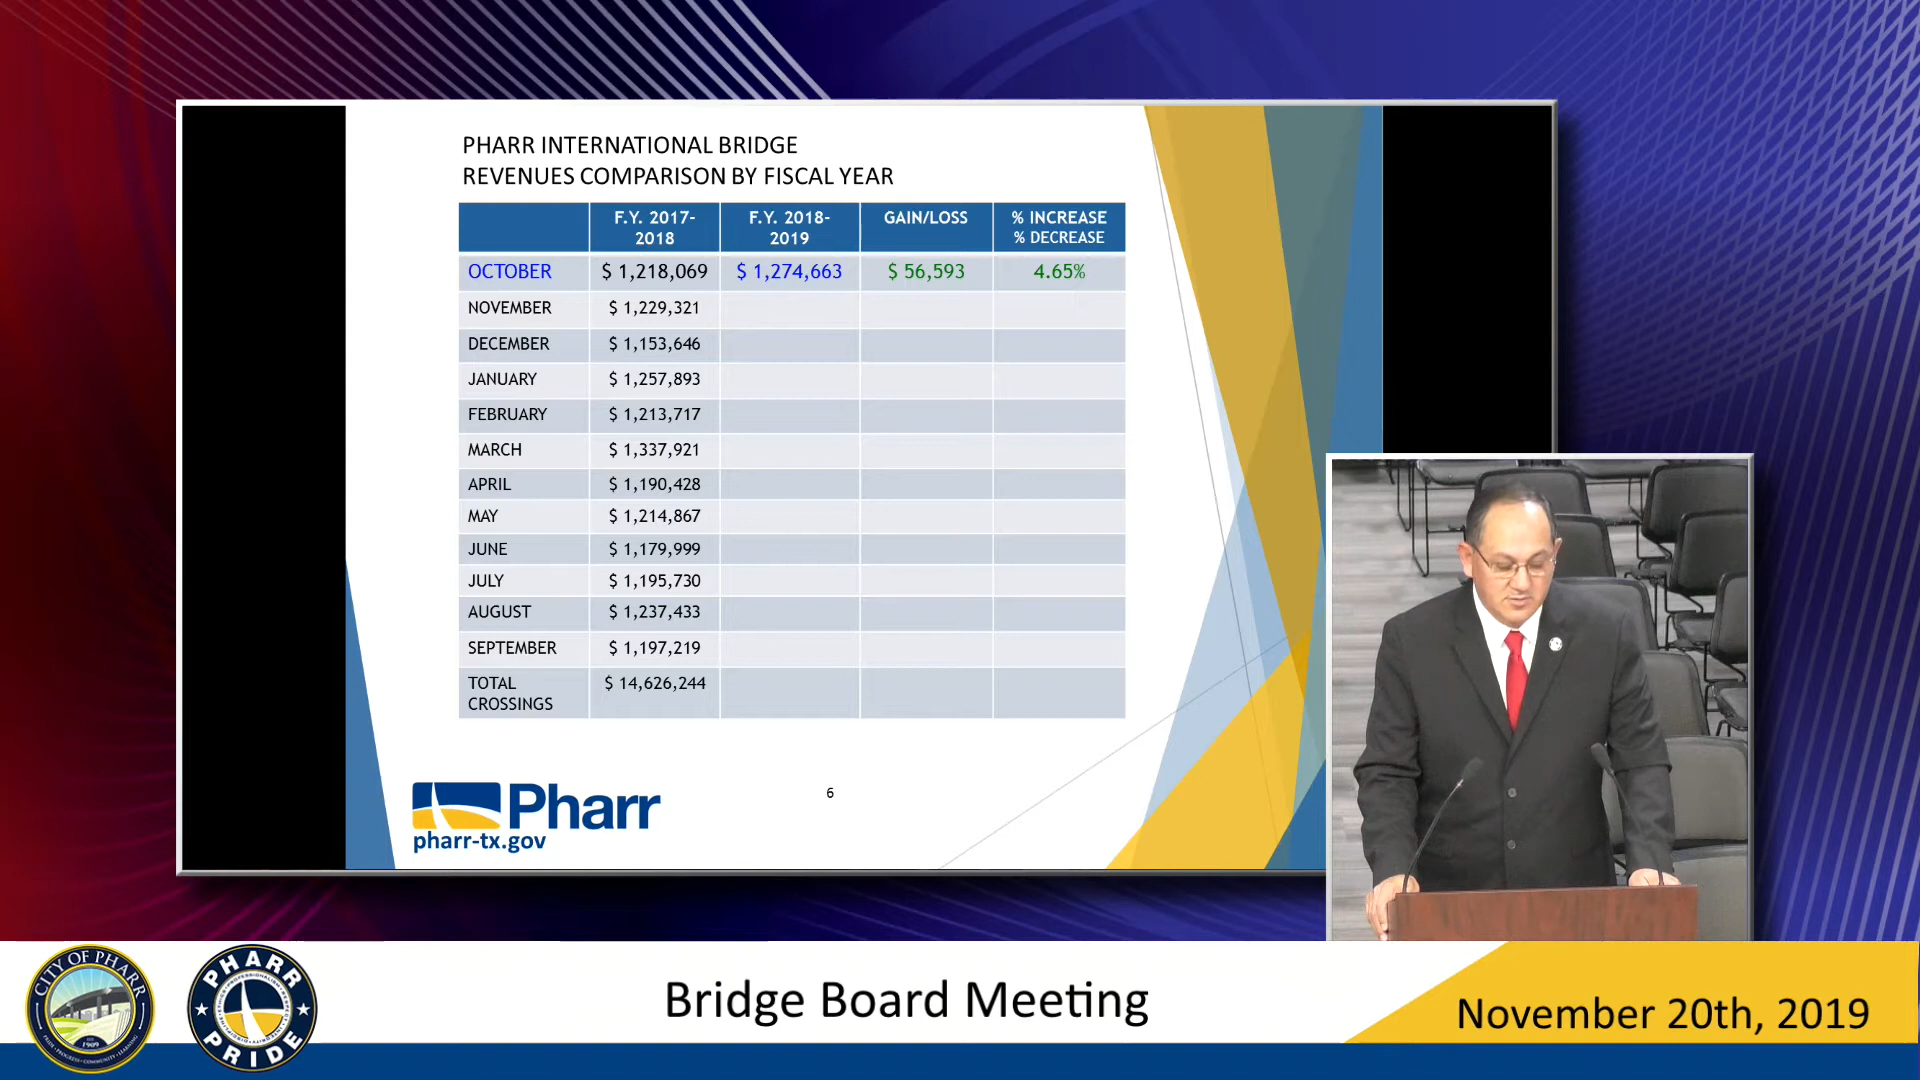 PHARR INTERNATIONAL BRIDGE
REVENUES COMPARISON BY FISCAL YEAR
F.Y. 2017-2018 F.Y. 2018-2019 GAIN/LOSS % INCREASE % DECREASE
OCTOBER $ 1,218,069 $ 1,274,663 $ 56,593 4.65%
NOVEMBER $ 1,229,321
DECEMBER $ 1,153,646
JANUARY $ 1,257,893
FEBRUARY $ 1,213,717
MARCH $ 1,337,921
APRIL $ 1,190,428
MAY $ 1,214,867
JUNE $ 1,179,999
JULY $ 1,195,730
AUGUST $ 1,237,433
SEPTEMBER $ 1,197,219
TOTAL CROSSINGS $ 14,626,244
Pharr
pharr-tx.gov
6
CITY OF PHARR
1909
PHARR
PRIDE
Bridge Board Meeting
November 20th, 2019